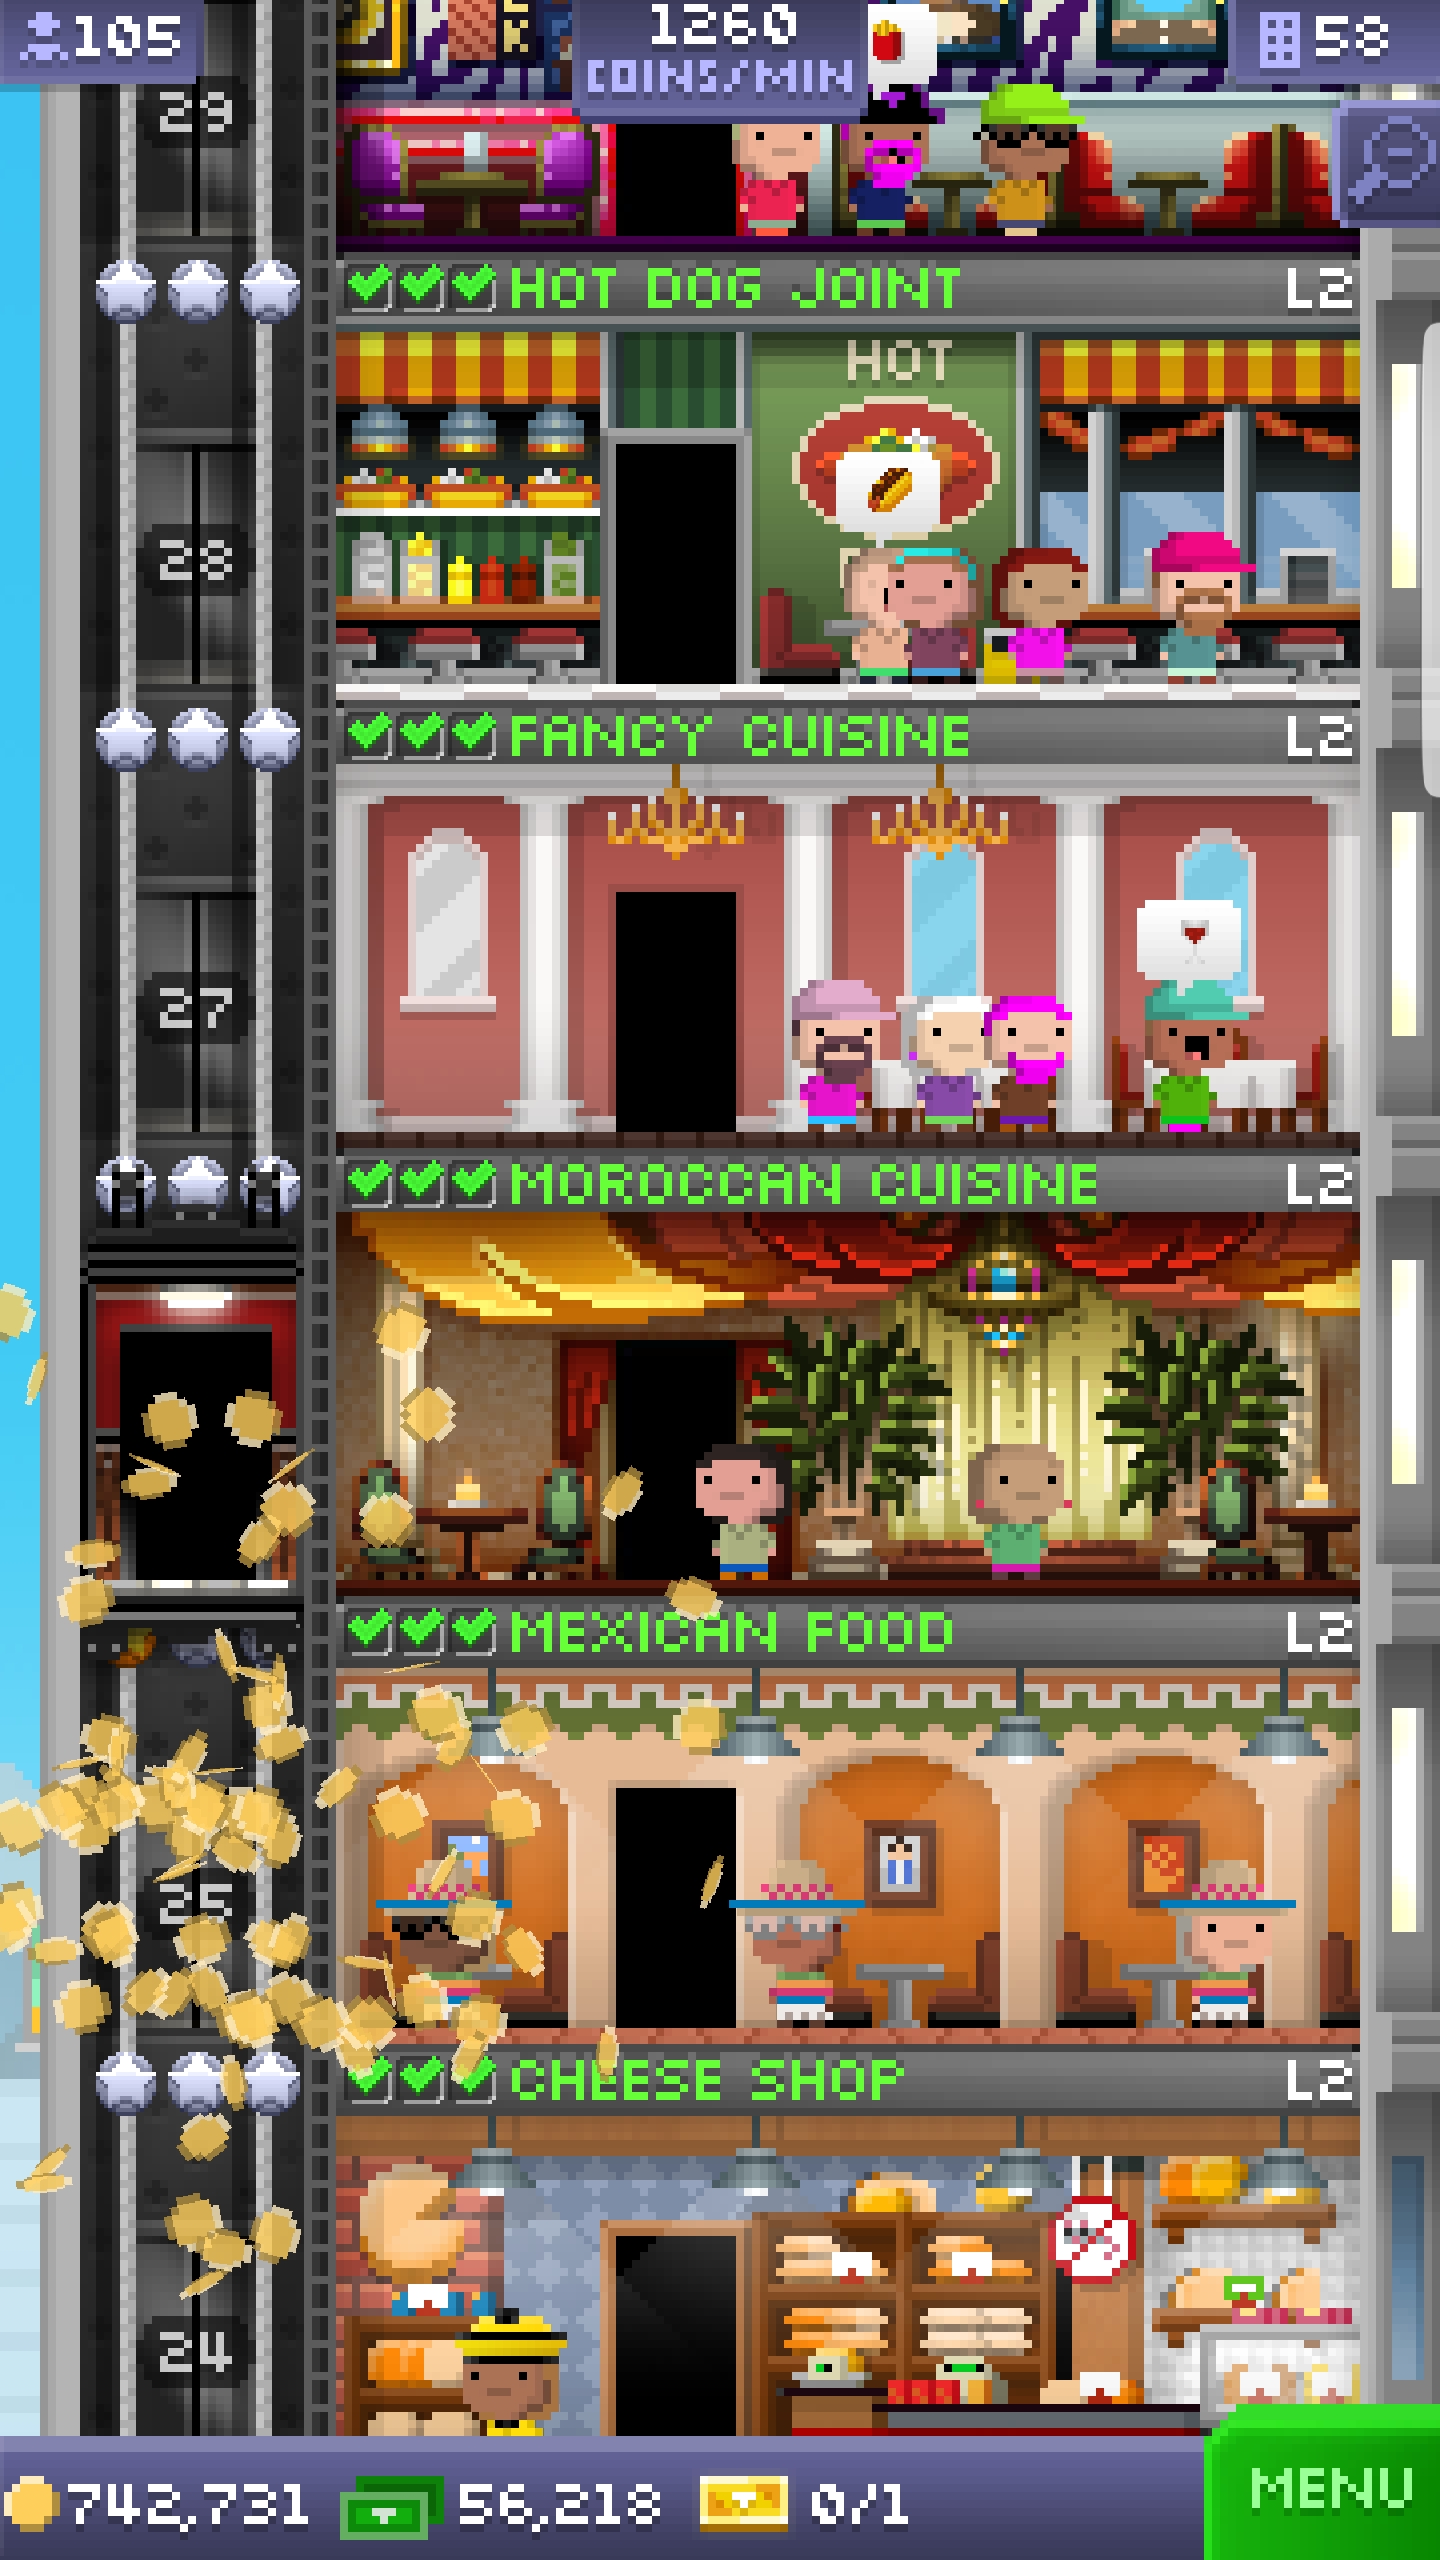 105
1260
COINS/MIN
58
29
HOT DOG JOINT L2
HOT
28
FANCY CUISINE L2
27
MOROCCAN CUISINE L2
MEXICAN FOOD L2
25
CHEESE SHOP L2
24
742,731 56,218 0/1
MENU